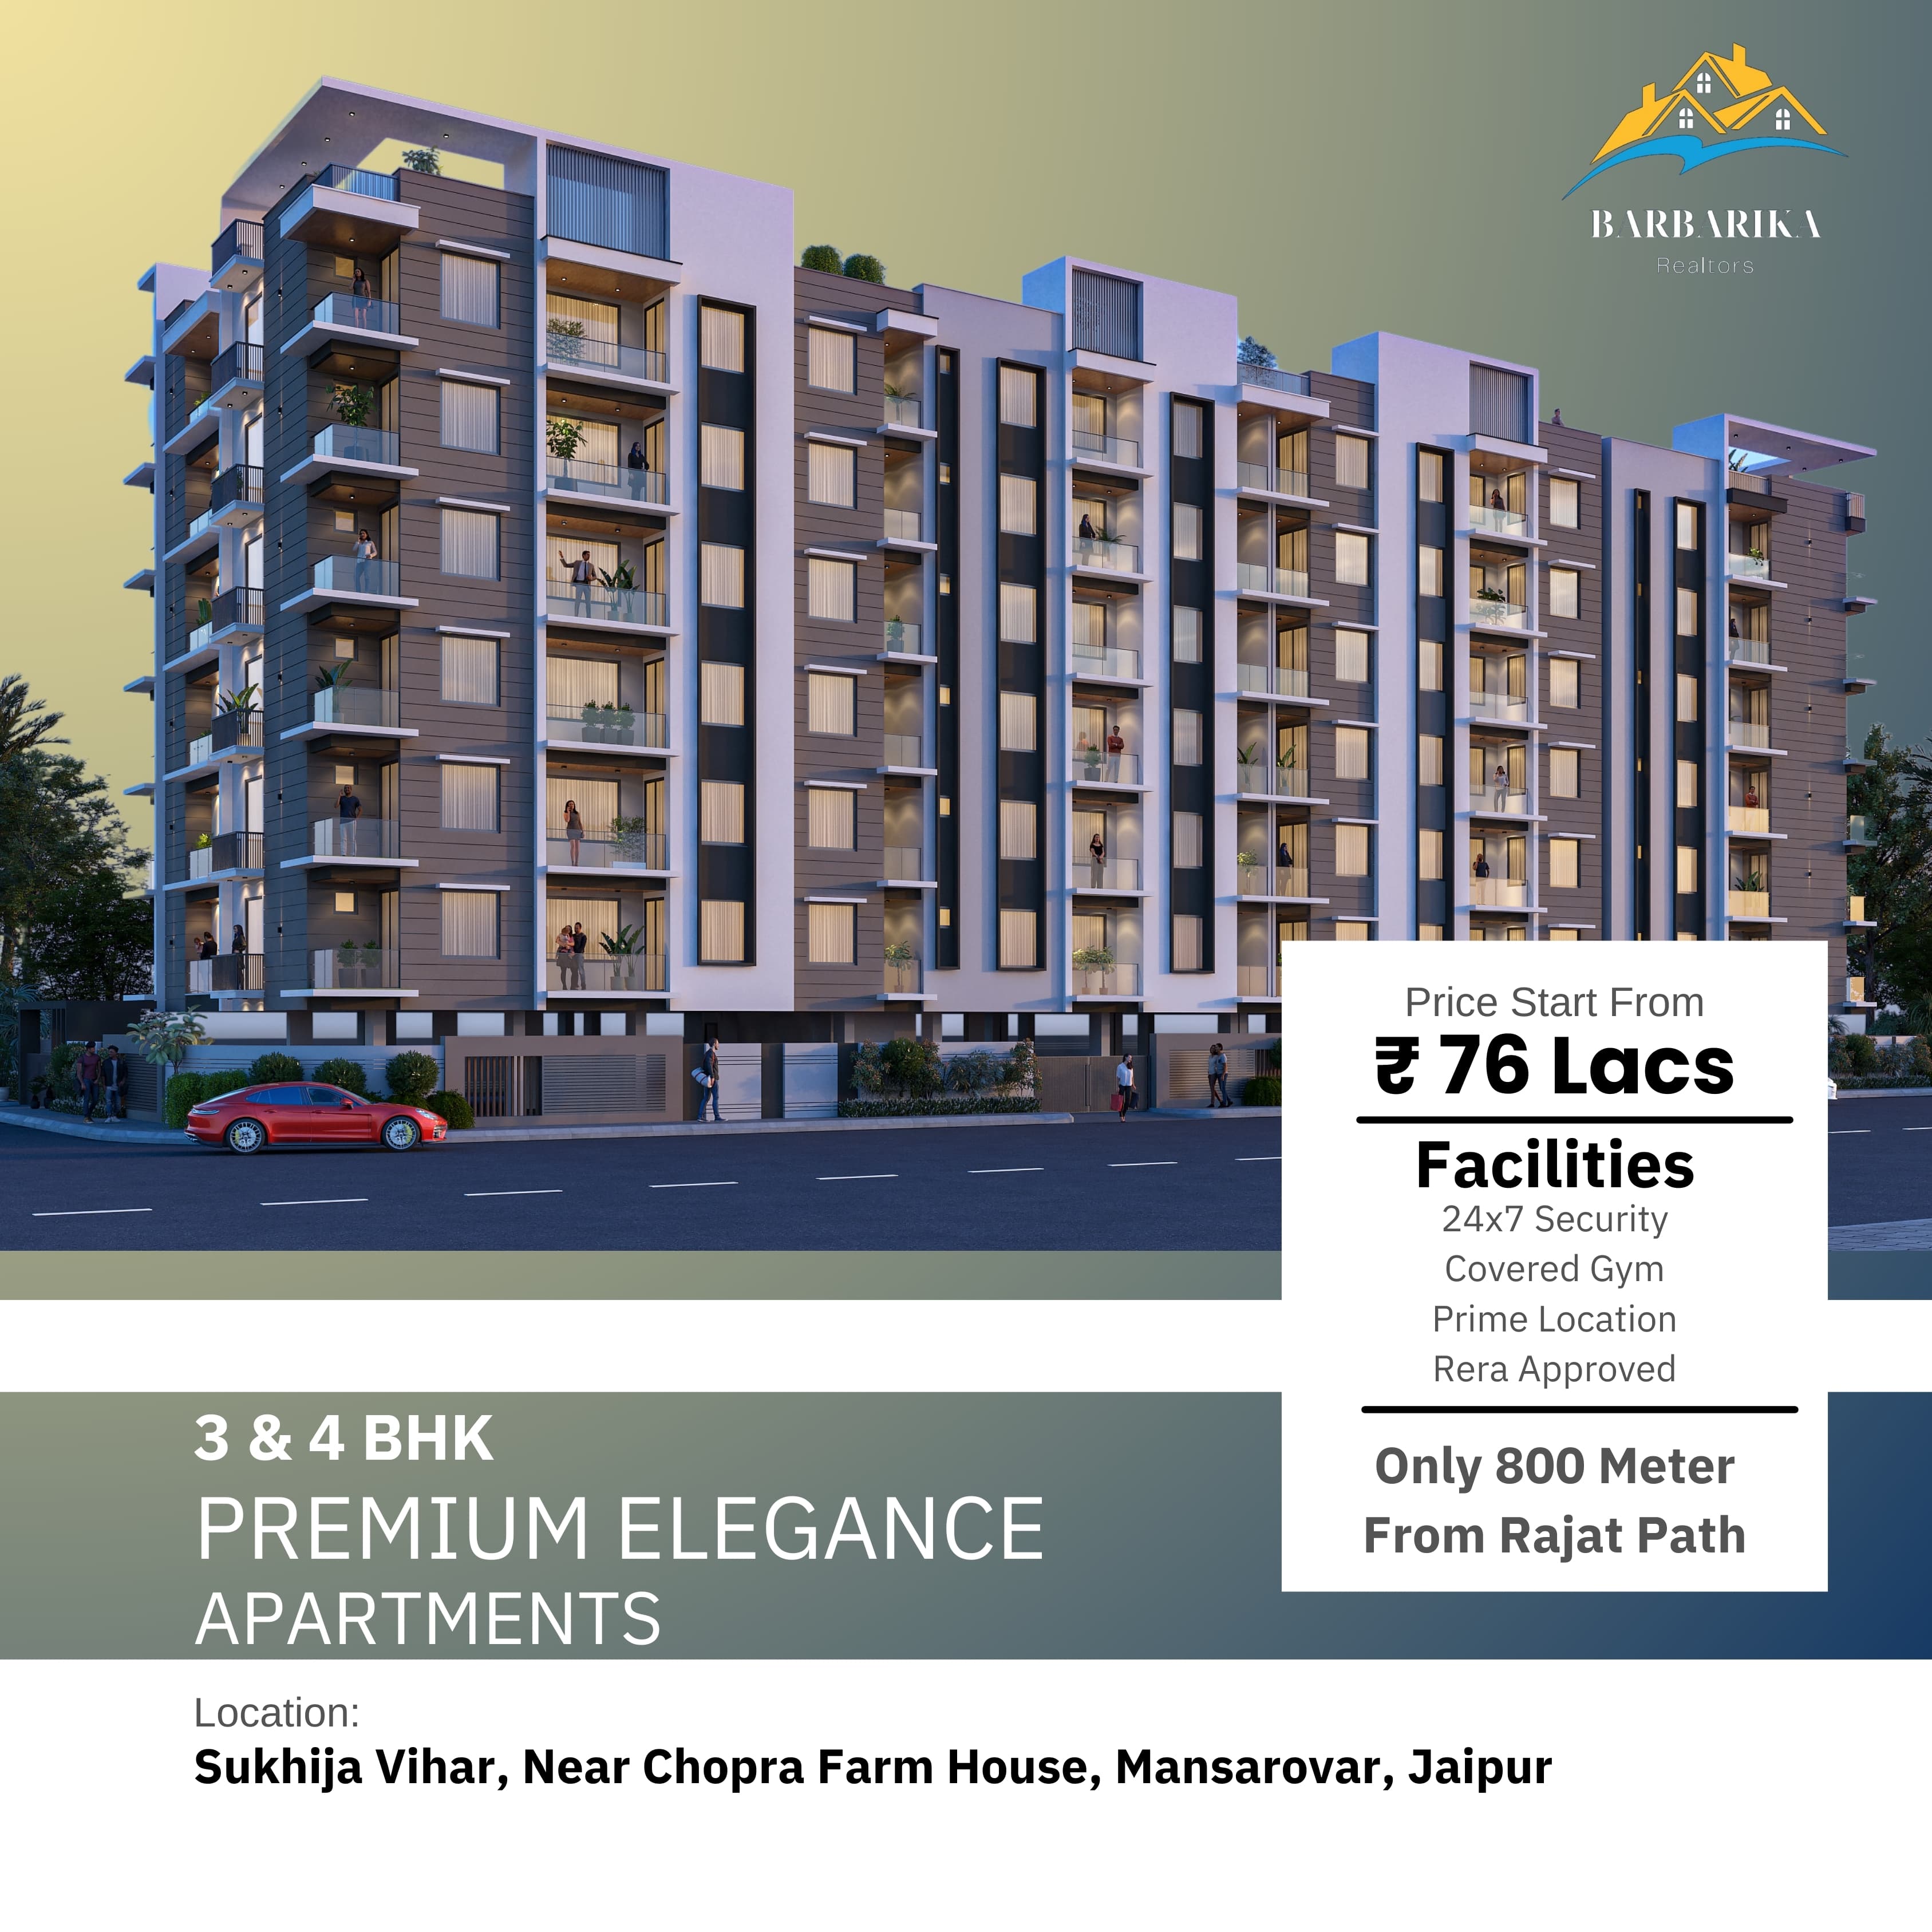 BARBARIKA
Realtors
Price Start From
₹ 76 Lacs
Facilities
24x7 Security
Covered Gym
Prime Location
Rera Approved
Only 800 Meter
From Rajat Path
3 & 4 BHK
PREMIUM ELEGANCE
APARTMENTS
Location:
Sukhija Vihar, Near Chopra Farm House, Mansarovar, Jaipur